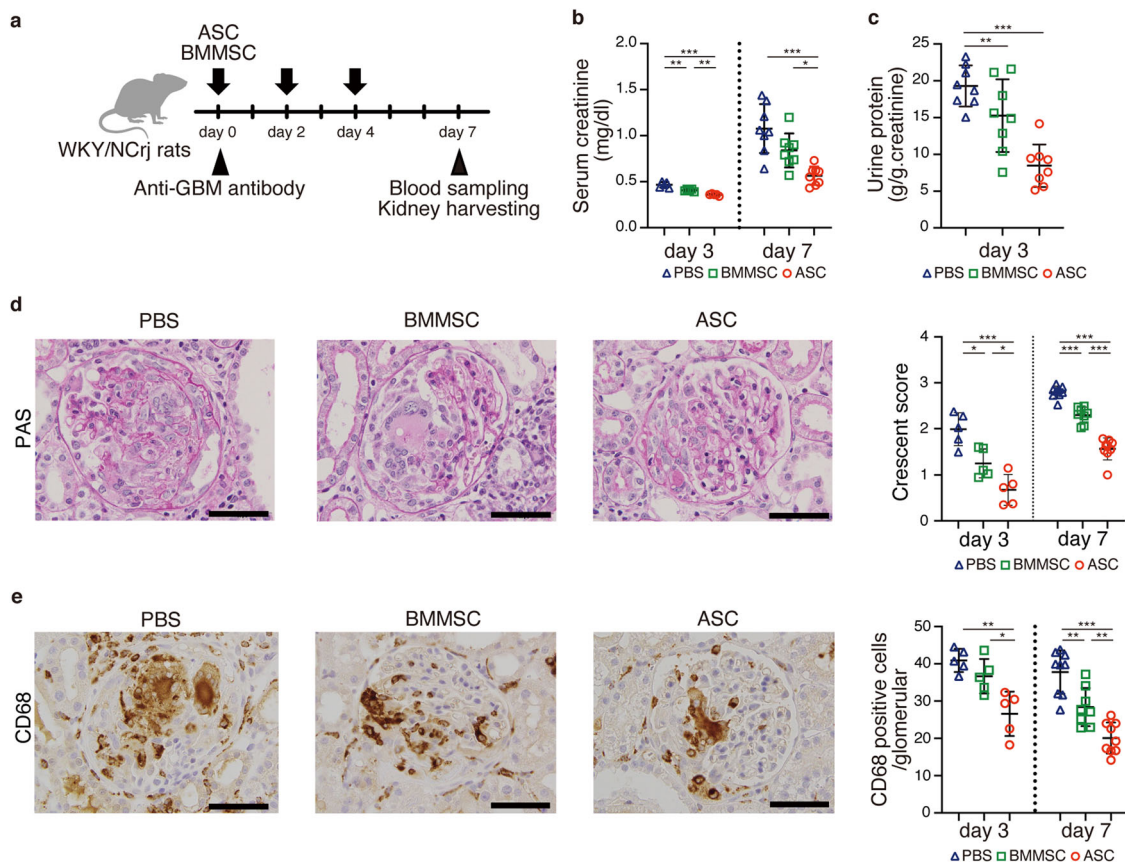 a
ASC
BMMSC
day 0
day 2
day 4
day 7
WKY/NCrj rats
Anti-GBM antibody
Blood sampling
Kidney harvesting
b
Serum creatinine
(mg/dl)
2.0
1.5
1.0
0.5
0.0
***
**
**
***
*
day 3
day 7
PBS
BMMSC
ASC
c
Urine protein
(g/g.creatinine)
25
20
15
10
5
0
***
**
day 3
PBS
BMMSC
ASC
d
PBS
BMMSC
ASC
PAS
Crescent score
4
3
2
1
0
***
*
*
***
***
***
day 3
day 7
PBS
BMMSC
ASC
e
PBS
BMMSC
ASC
CD68
CD68 positive cells
/glomerular
50
40
30
20
10
0
**
*
***
**
**
day 3
day 7
PBS
BMMSC
ASC